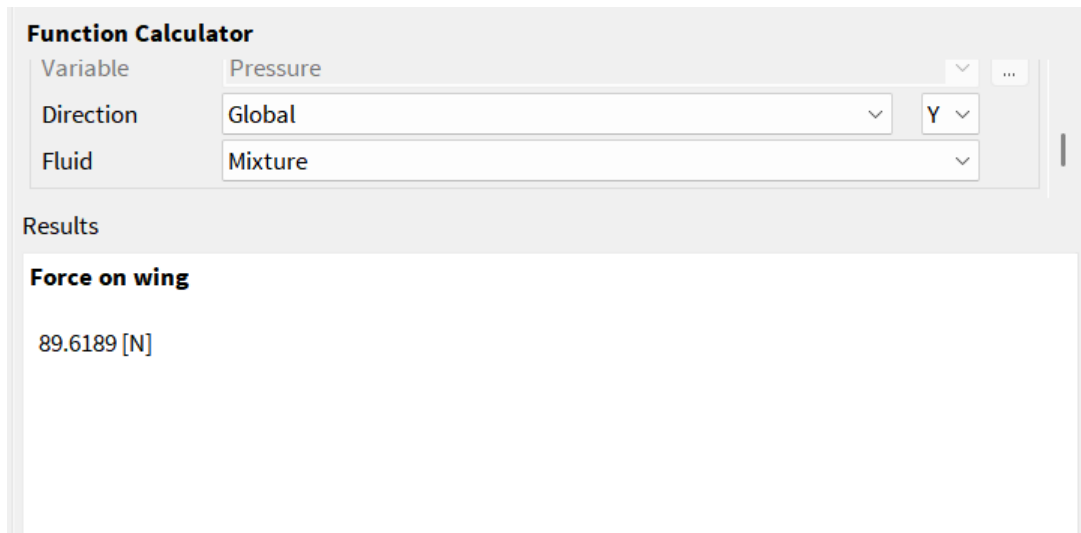 Function Calculator
Variable Pressure ...
Direction Global Y
Fluid Mixture
Results
Force on wing
89.6189 [N]